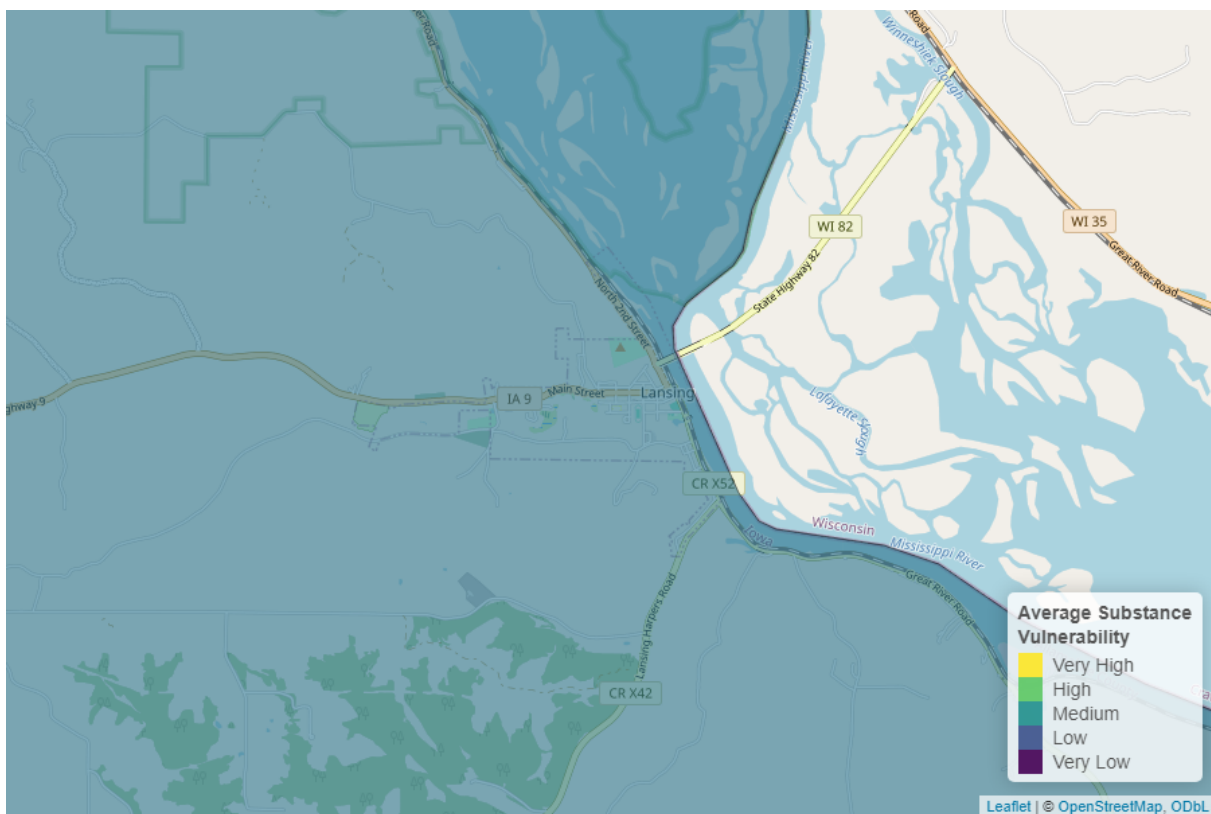 Road
Road
Winneshiek Slough
Mississippi River
WI 82
WI 35
Great River Road
State Highway 82
North 2nd Street
ghway 9
IA 9
Main Street
Lansing
Lafayette Slough
CR X52
Wisconsin
Iowa
Mississippi River
Great River Road
Lansing Harpers Road
CR X42
Average Substance
Vulnerability
Very High
High
Medium
Low
Very Low
Leaflet | © OpenStreetMap, ODbL